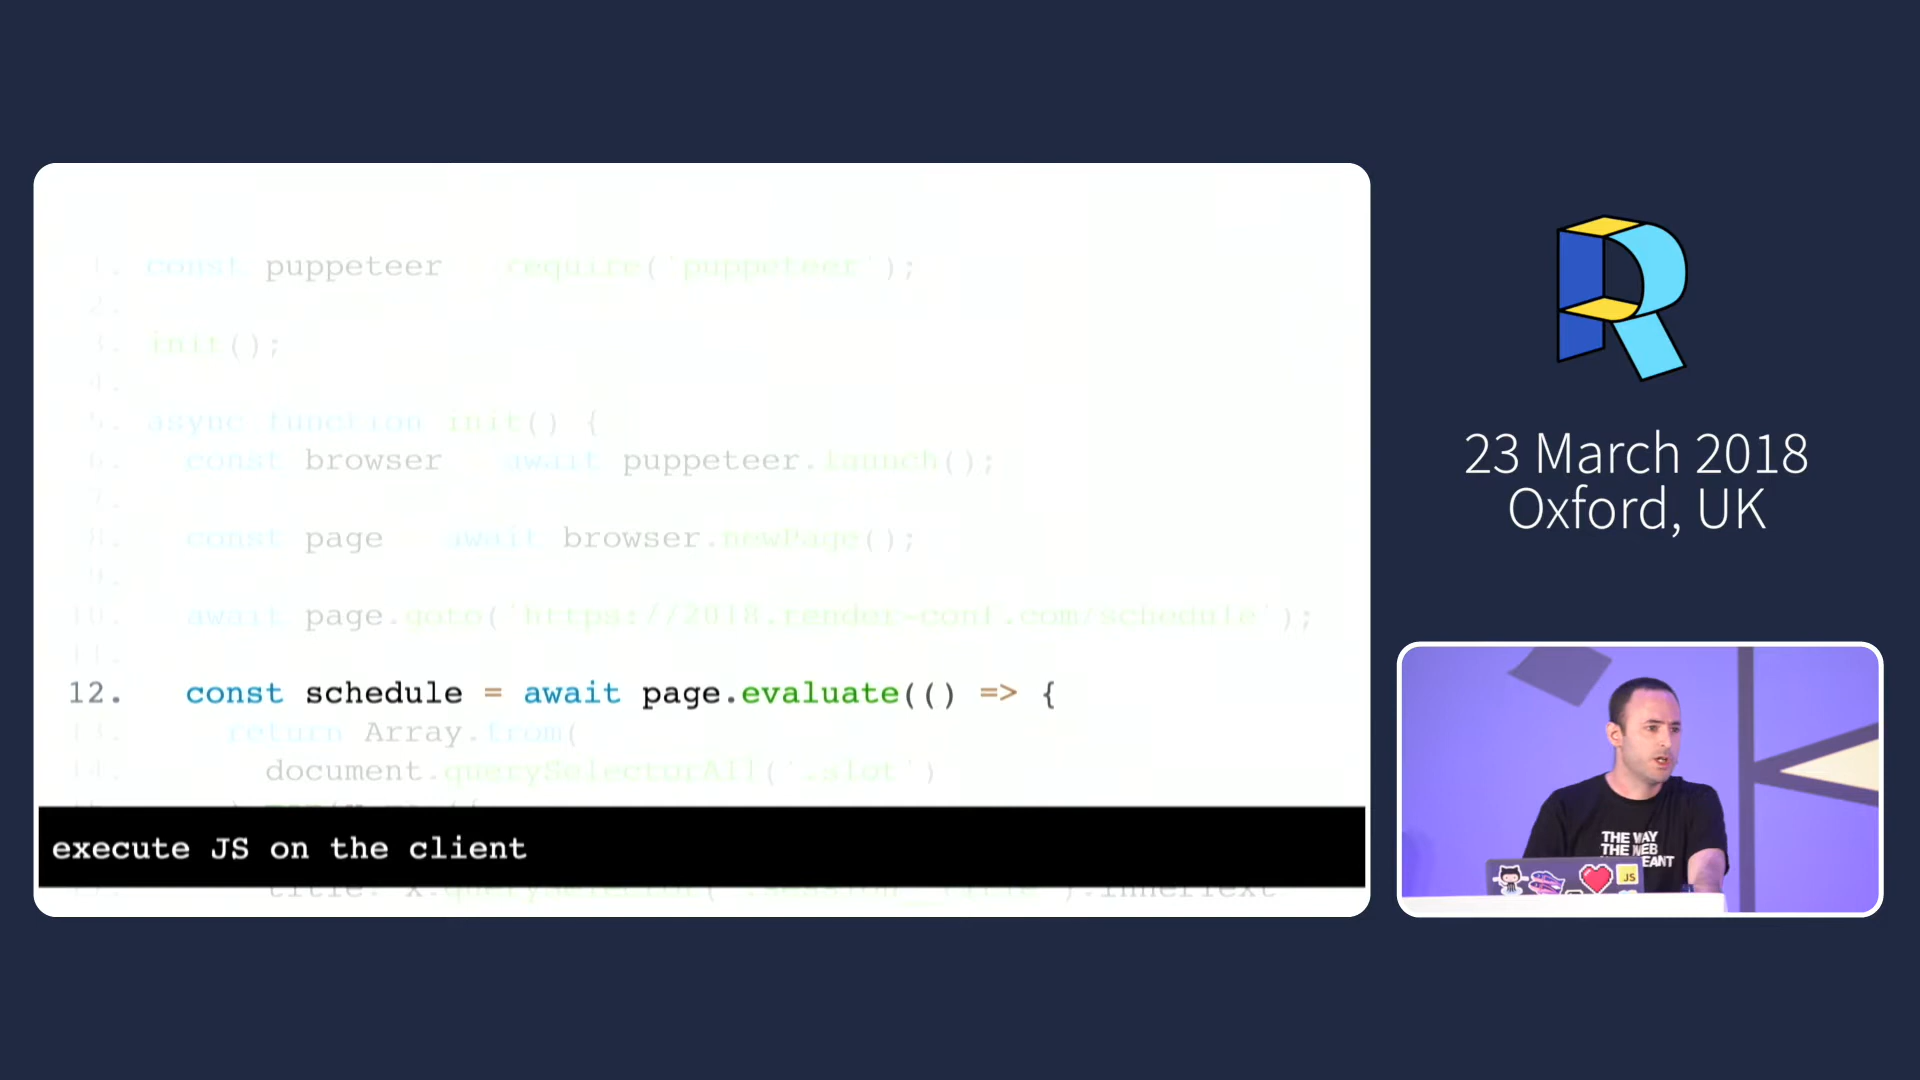 1. const puppeteer = require('puppeteer');
2.
3. init();
4.
5. async function init() {
6. const browser = await puppeteer.launch();
7.
8. const page = await browser.newPage();
9.
10. await page.goto('https://2018.render-conf.com/schedule');
11.
12. const schedule = await page.evaluate(() => {
13. return Array.from(
14. document.querySelectorAll('.slot')
execute JS on the client
title: x.querySelector( ).innerText
23 March 2018
Oxford, UK
THE WAY
THE WEB
MEANT
JS